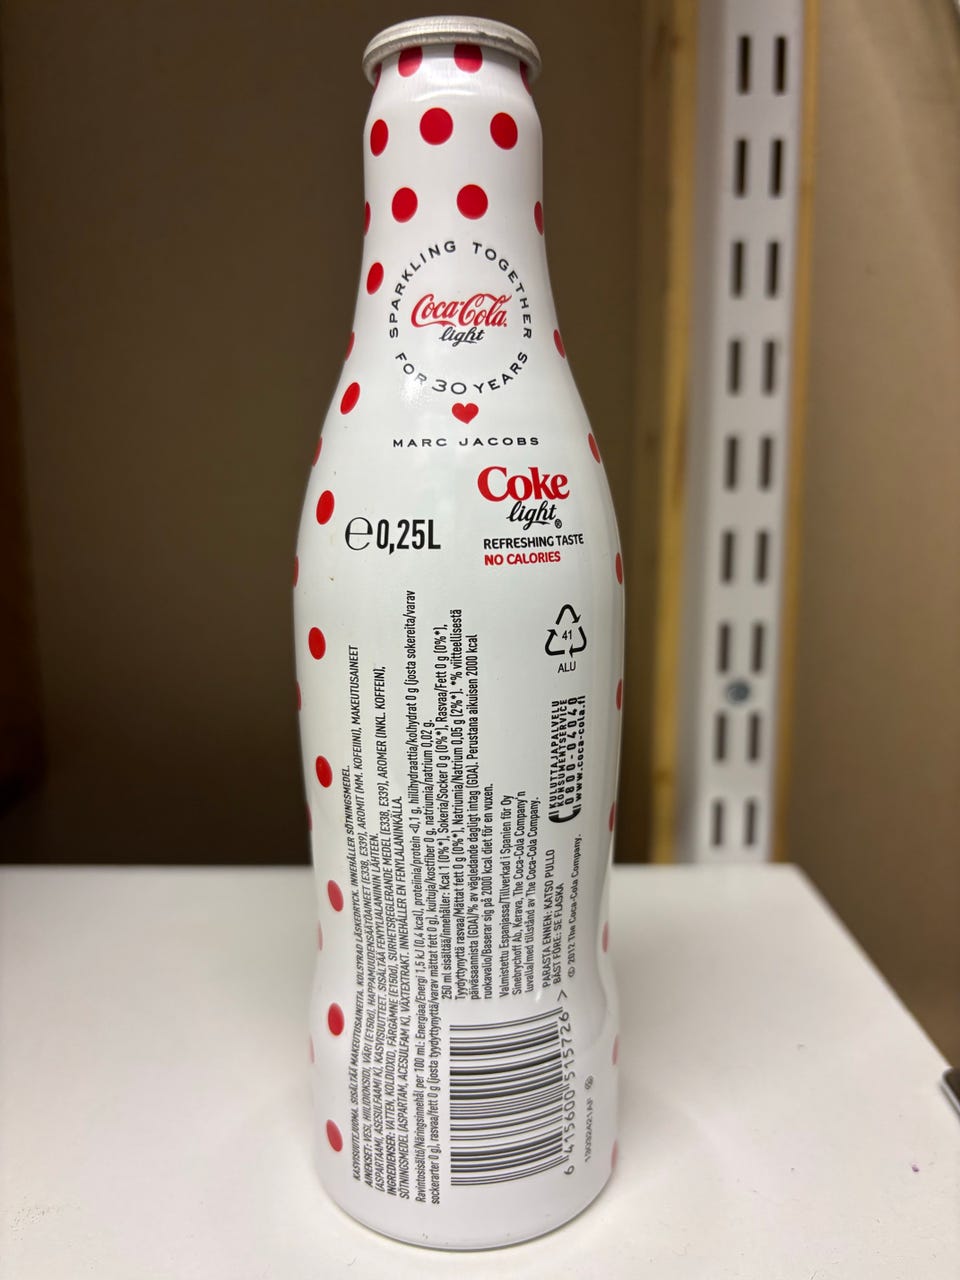 SPARKLING TOGETHER
Coca-Cola
light
FOR 30 YEARS
MARC JACOBS
Coke
light®
REFRESHING TASTE
NO CALORIES
℮0,25L
41
ALU
KASVISUUTEJUOMA. SISÄLTÄÄ MAKEUTUSAINEITA. KOLSYRAD LÄSKEDRYCK. INNEHÅLLER SÖTNINGSMEDEL.
AINEKSET: VESI, HIILIDIOKSIDI, VÄRI (E150d), HAPPAMUUDENSÄÄTÖAINEET (E338, E339), AROMIT (MM. KOFEIINI), MAKEUTUSAINEET
(ASPARTAAMI, ASESULFAAMI K), KASVISUUTTEET. SISÄLTÄÄ FENYYLIALANIININ LÄHTEEN.
INGREDIENSER: VATTEN, KOLDIOXID, FÄRGÄMNE (E150d), SURHETSREGLERANDE MEDEL (E338, E339), AROMER (INKL. KOFFEIN),
SÖTNINGSMEDEL (ASPARTAM, ACESULFAM K), VÄXTEXTRAKT. INNEHÅLLER EN FENYLALANINKÄLLA.
Ravintosisältö/Näringsinnehåll per 100 ml: Energiaa/Energi 1,5 kJ (0,4 kcal), proteiinia/protein <0,1 g, hiilihydraattia/kolhydrat 0 g (josta sokereita/varav
sockerarter 0 g), rasvaa/fett 0 g (josta tyydyttynyttä/varav mättat fett 0 g), kuituja/kostfiber 0 g, natriumia/natrium 0,02 g.
250 ml sisältää/innehåller: Kcal 1 (0%*), Sokeria/Socker 0 g (0%*), Rasvaa/Fett 0 g (0%*),
Tyydyttynyttä rasvaa/Mättat fett 0 g (0%*), Natriumia/Natrium 0,05 g (2%*). *% viitteellisestä
päiväsaannista (GDA)/% av vägledande dagligt intag (GDA). Perustana aikuisen 2000 kcal
ruokavalio/Baserar sig på 2000 kcal diet för en vuxen.
Valmistettu Espanjassa/Tillverkad i Spanien för Oy
Sinebrychoff Ab, Kerava, The Coca-Cola Company'n
luvalla/med tillstånd av The Coca-Cola Company.
KULUTTAJAPALVELU
KONSUMENTSERVICE
0800-04040
www.coca-cola.fi
PARASTA ENNEN: KATSO PULLO
BÄST FÖRE: SE FLASKA
© 2012 The Coca-Cola Company.
6 415600 515726 >